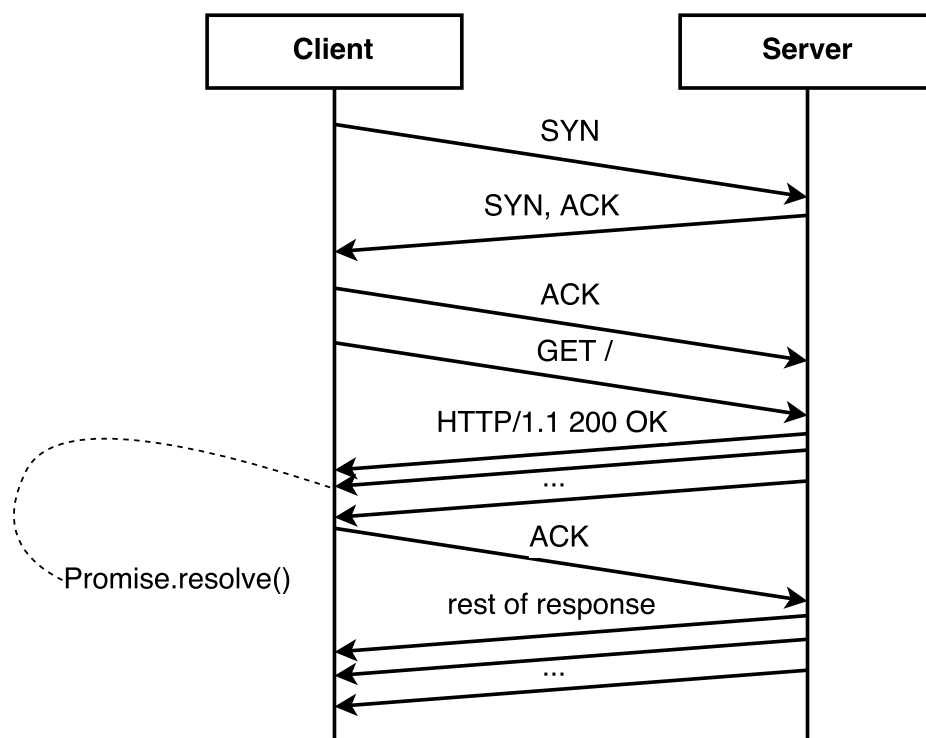 Client
Server
SYN
SYN, ACK
ACK
GET /
HTTP/1.1 200 OK
...
ACK
Promise.resolve()
rest of response
...